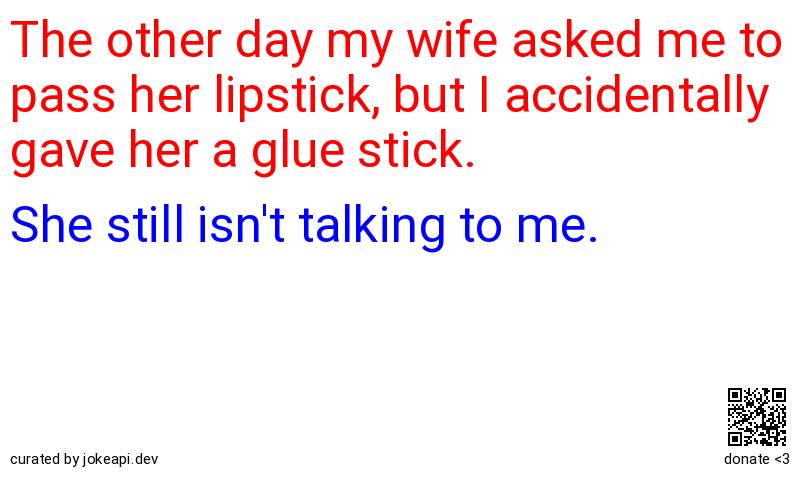 The other day my wife asked me to
pass her lipstick, but I accidentally
gave her a glue stick.
She still isn't talking to me.
curated by jokeapi.dev
donate <3